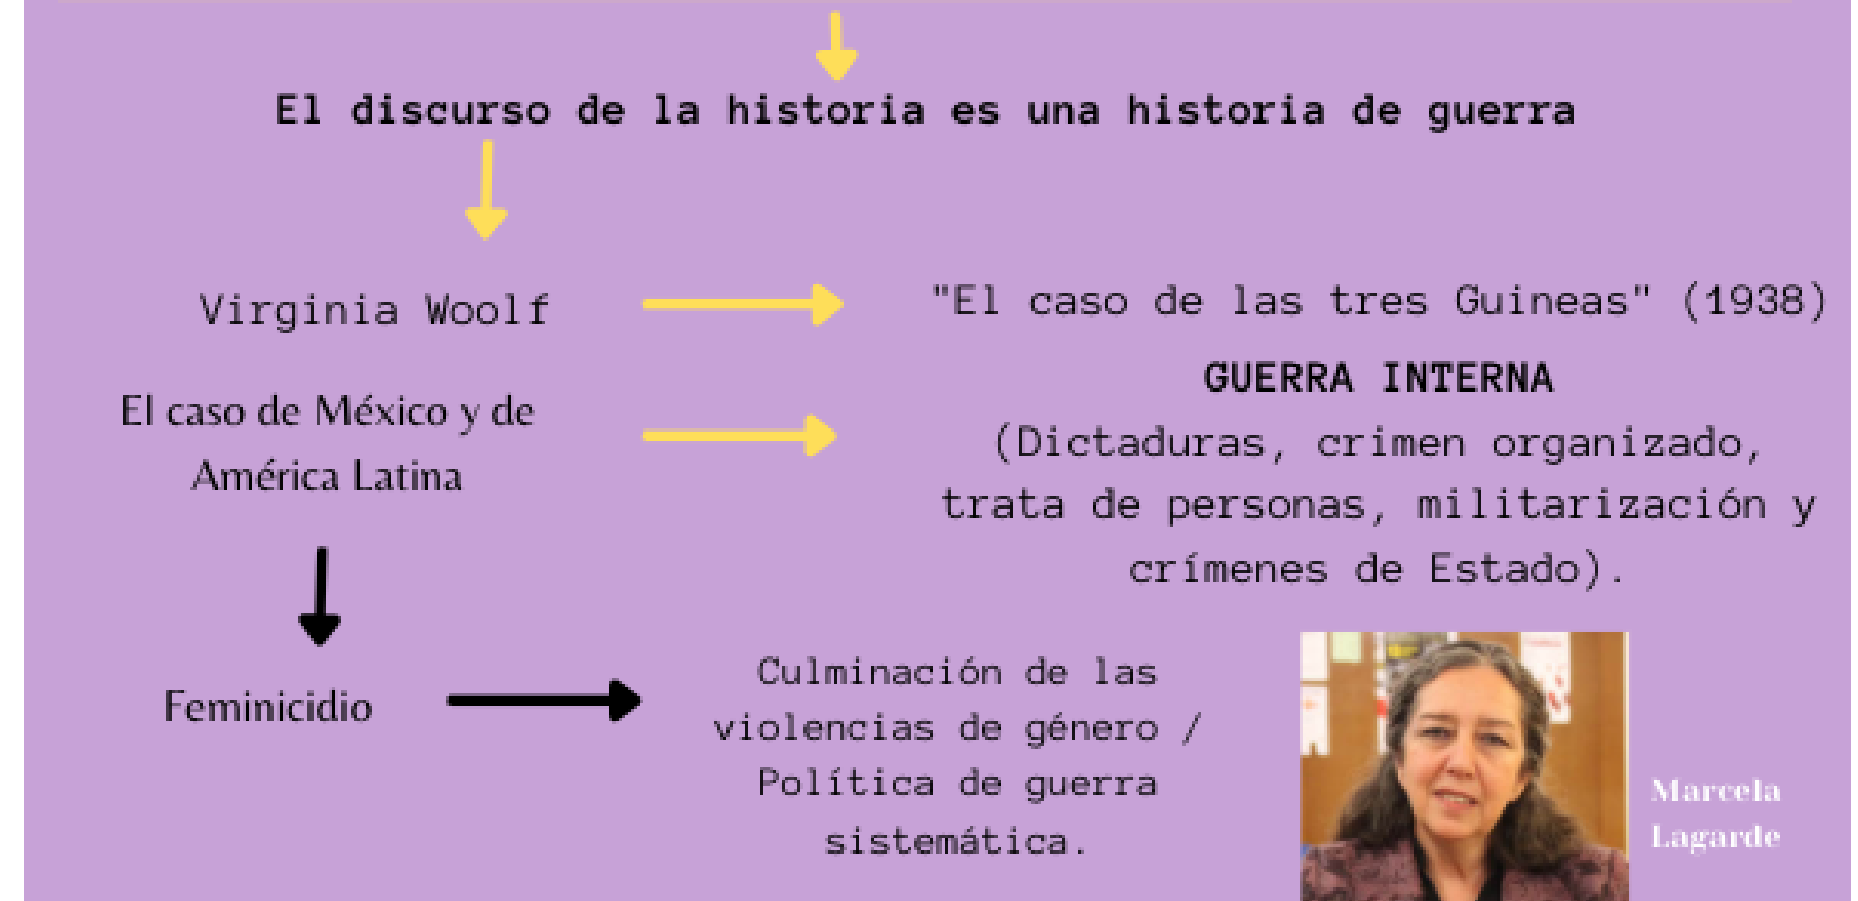 El discurso de la historia es una historia de guerra
Virginia Woolf
"El caso de las tres Guineas" (1938)
El caso de México y de
América Latina
GUERRA INTERNA
(Dictaduras, crimen organizado,
trata de personas, militarización y
crímenes de Estado).
Feminicidio
Culminación de las
violencias de género /
Política de guerra
sistemática.
Marcela
Lagarde